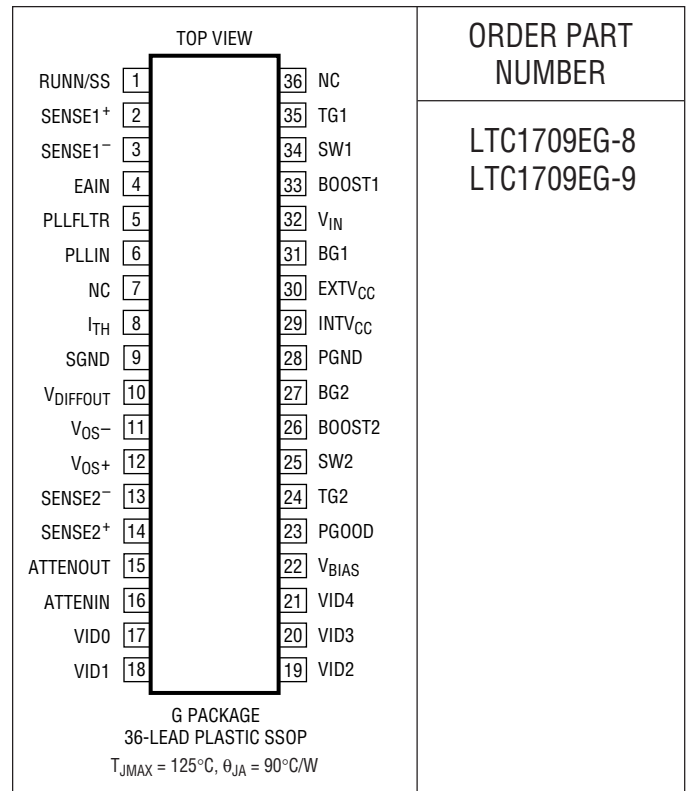 TOP VIEW
RUNN/SS 1
SENSE1+ 2
SENSE1– 3
EAIN 4
PLLFLTR 5
PLLIN 6
NC 7
ITH 8
SGND 9
VDIFFOUT 10
VOS– 11
VOS+ 12
SENSE2– 13
SENSE2+ 14
ATTENOUT 15
ATTENIN 16
VID0 17
VID1 18
36 NC
35 TG1
34 SW1
33 BOOST1
32 VIN
31 BG1
30 EXTVCC
29 INTVCC
28 PGND
27 BG2
26 BOOST2
25 SW2
24 TG2
23 PGOOD
22 VBIAS
21 VID4
20 VID3
19 VID2
G PACKAGE
36-LEAD PLASTIC SSOP
TJMAX = 125°C, θJA = 90°C/W
ORDER PART
NUMBER
LTC1709EG-8
LTC1709EG-9